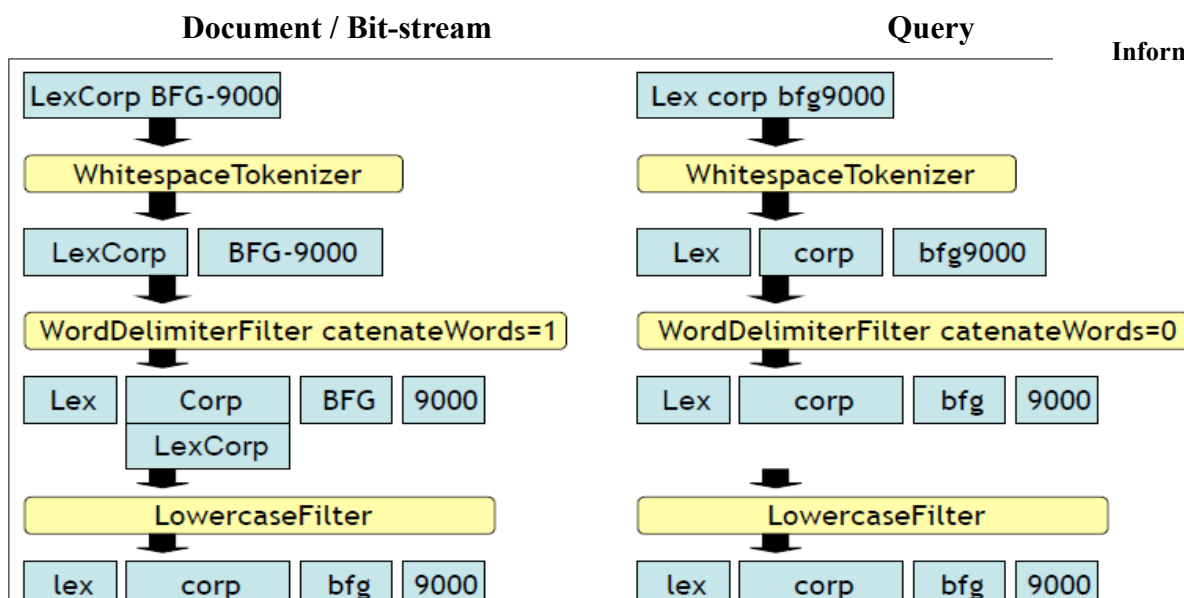 Document / Bit-stream Query
Inform
LexCorp BFG-9000 Lex corp bfg9000
WhitespaceTokenizer WhitespaceTokenizer
LexCorp BFG-9000 Lex corp bfg9000
WordDelimiterFilter catenateWords=1 WordDelimiterFilter catenateWords=0
Lex Corp BFG 9000 Lex corp bfg 9000
LexCorp
LowercaseFilter LowercaseFilter
lex corp bfg 9000 lex corp bfg 9000